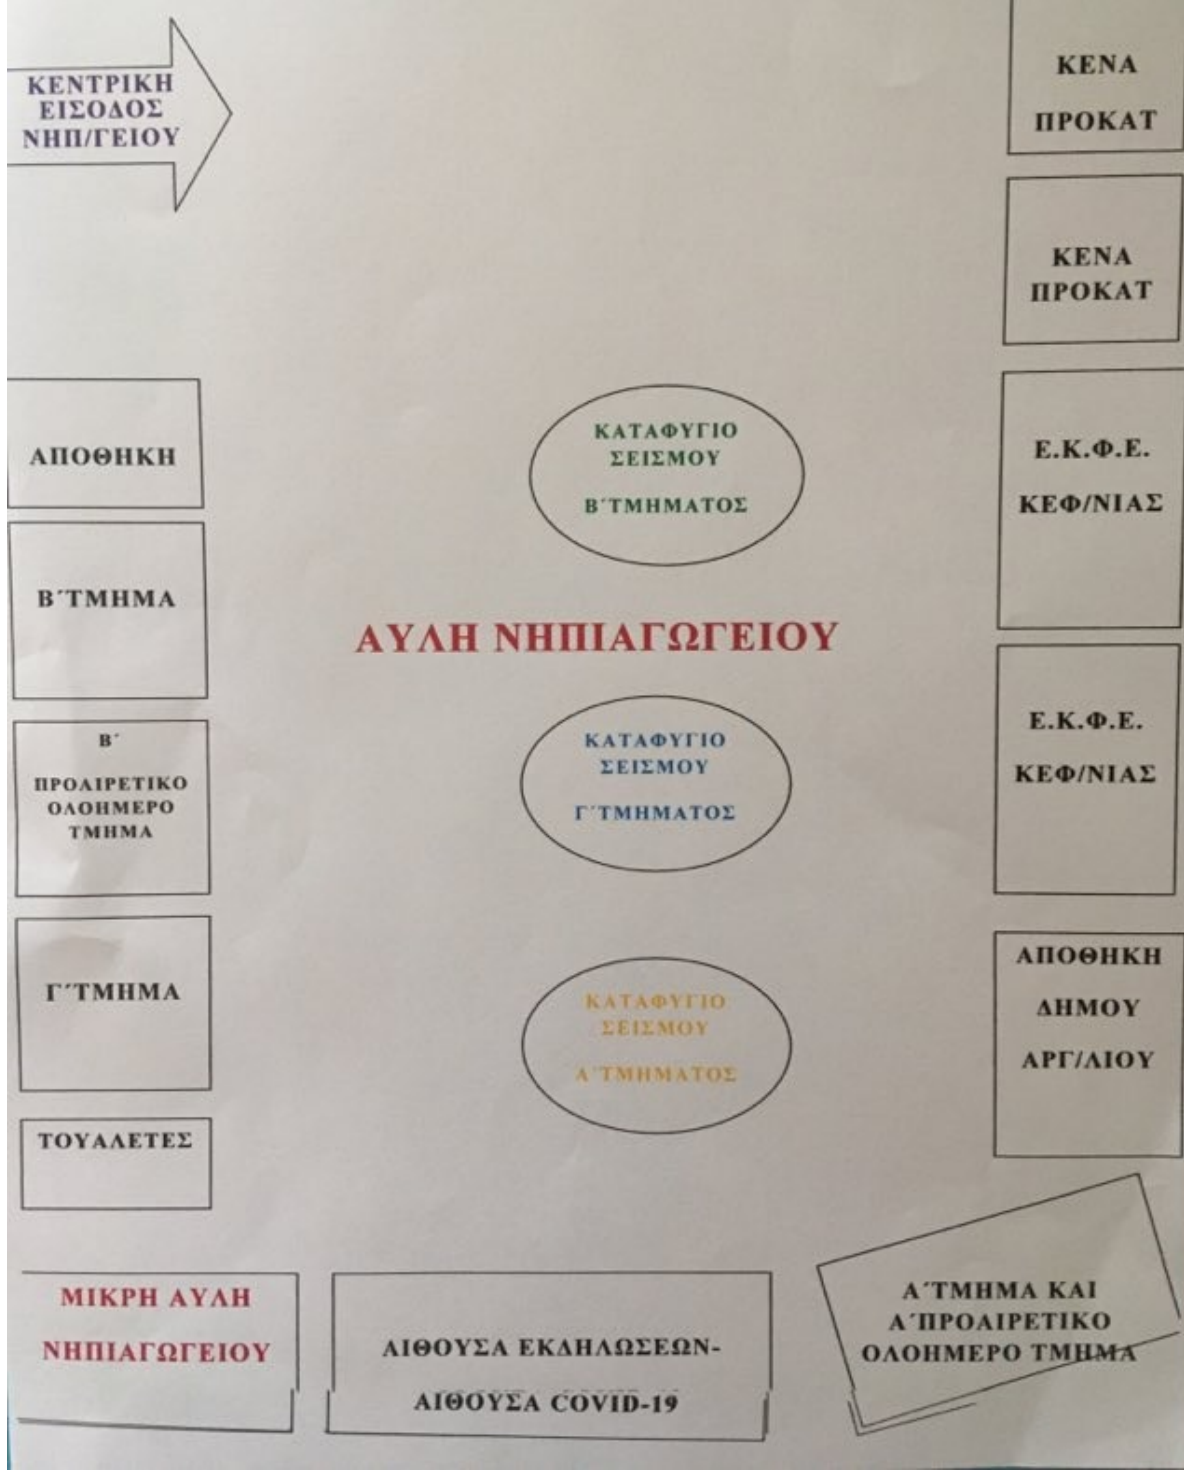 ΚΕΝΤΡΙΚΗ
ΕΙΣΟΔΟΣ
ΝΗΠ/ΓΕΙΟΥ
ΚΕΝΑ
ΠΡΟΚΑΤ
ΚΕΝΑ
ΠΡΟΚΑΤ
ΑΠΟΘΗΚΗ
ΚΑΤΑΦΥΓΙΟ
ΣΕΙΣΜΟΥ
Β΄ΤΜΗΜΑΤΟΣ
Ε.Κ.Φ.Ε.
ΚΕΦ/ΝΙΑΣ
Β΄ΤΜΗΜΑ
ΑΥΛΗ ΝΗΠΙΑΓΩΓΕΙΟΥ
Β΄
ΠΡΟΑΙΡΕΤΙΚΟ
ΟΛΟΗΜΕΡΟ
ΤΜΗΜΑ
ΚΑΤΑΦΥΓΙΟ
ΣΕΙΣΜΟΥ
Γ΄ΤΜΗΜΑΤΟΣ
Ε.Κ.Φ.Ε.
ΚΕΦ/ΝΙΑΣ
Γ΄ΤΜΗΜΑ
ΚΑΤΑΦΥΓΙΟ
ΣΕΙΣΜΟΥ
Α΄ΤΜΗΜΑΤΟΣ
ΑΠΟΘΗΚΗ
ΔΗΜΟΥ
ΑΡΓ/ΛΙΟΥ
ΤΟΥΑΛΕΤΕΣ
ΜΙΚΡΗ ΑΥΛΗ
ΝΗΠΙΑΓΩΓΕΙΟΥ
ΑΙΘΟΥΣΑ ΕΚΔΗΛΩΣΕΩΝ-
ΑΙΘΟΥΣΑ COVID-19
Α΄ΤΜΗΜΑ ΚΑΙ
Α΄ΠΡΟΑΙΡΕΤΙΚΟ
ΟΛΟΗΜΕΡΟ ΤΜΗΜΑ